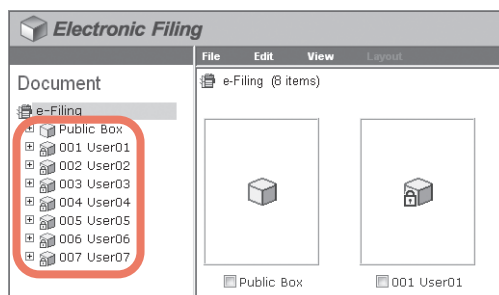 Electronic Filing
File Edit View Layout
Document
e-Filing (8 items)
e-Filing
Public Box
001 User01
002 User02
003 User03
004 User04
005 User05
006 User06
007 User07
Public Box
001 User01